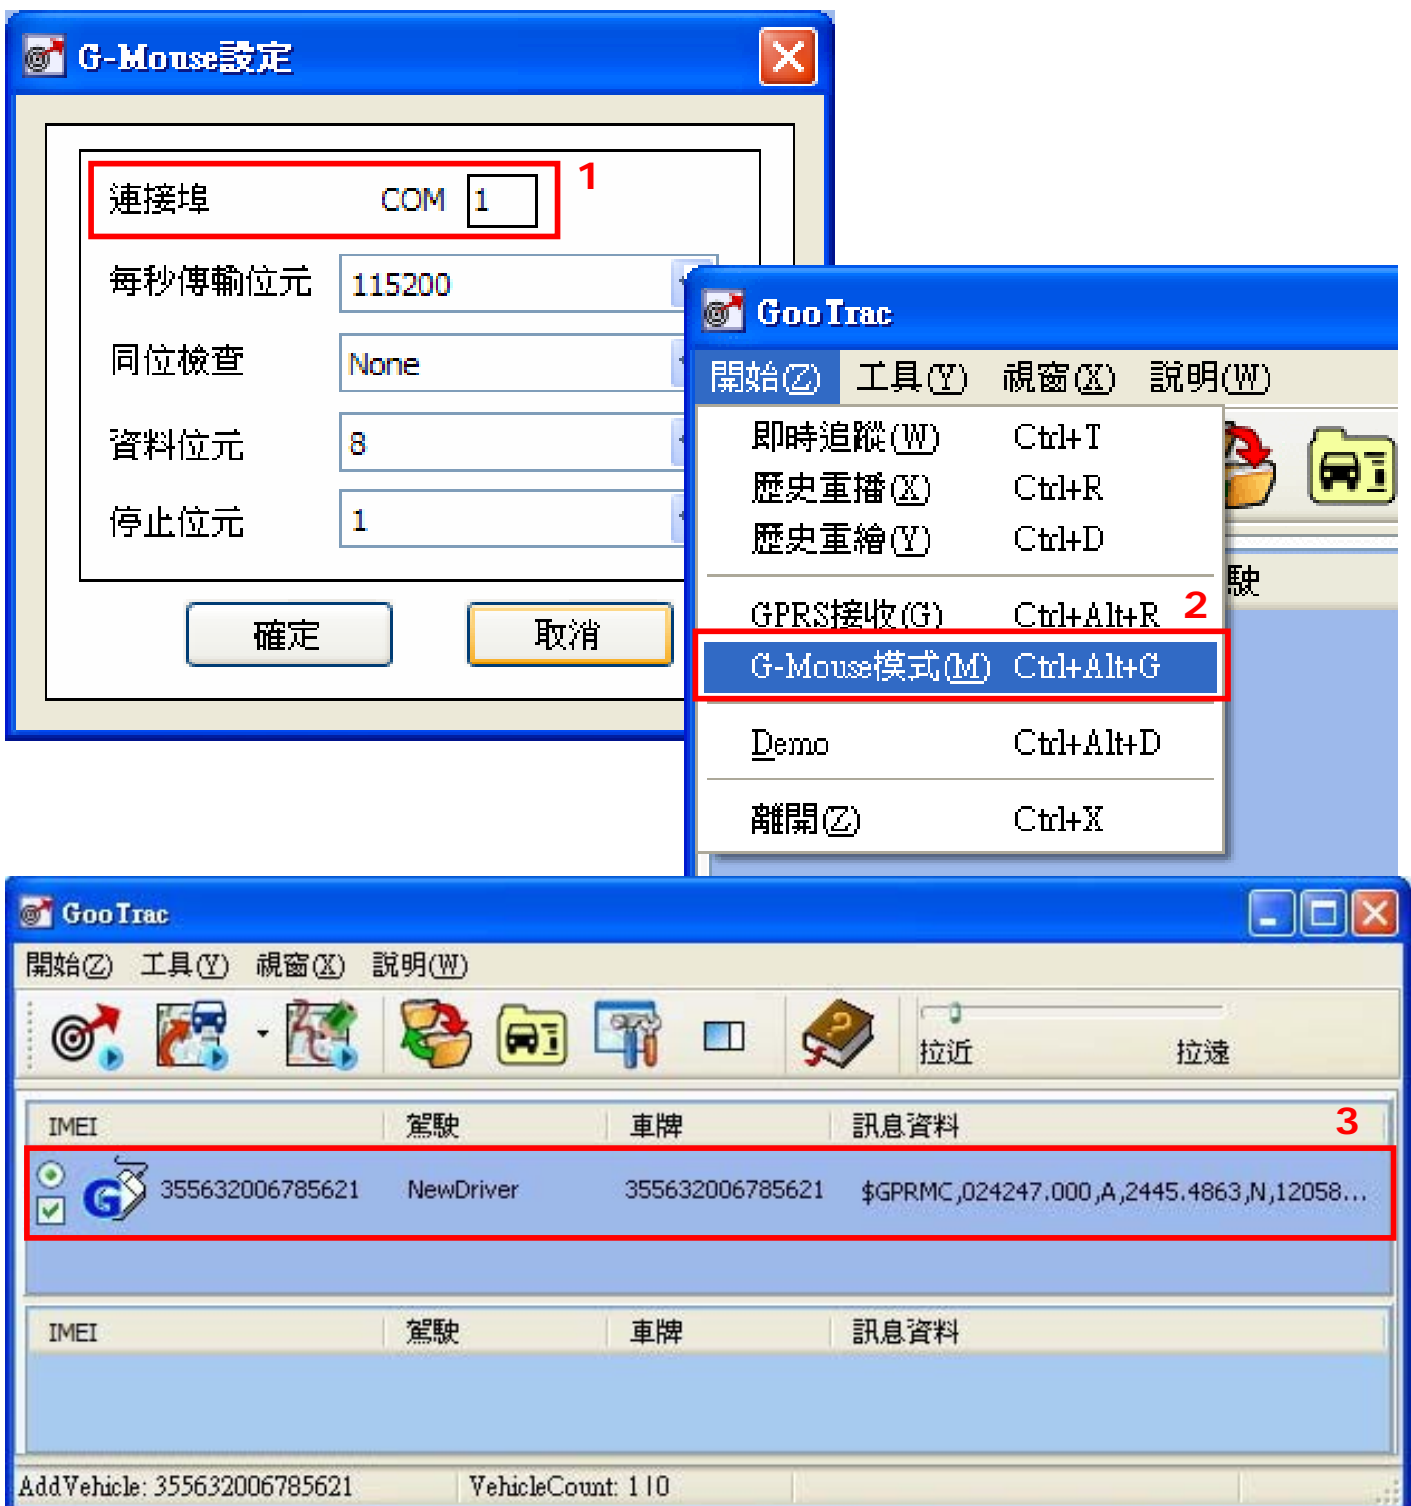 G-Mouse設定
連接埠 COM 1
1
每秒傳輸位元 115200
同位檢查 None
資料位元 8
停止位元 1
確定 取消
GooTrac
開始(Z) 工具(Y) 視窗(X) 說明(W)
即時追蹤(W) Ctrl+T
歷史重播(X) Ctrl+R
歷史重繪(Y) Ctrl+D
駛
GPRS接收(G) Ctrl+Alt+R
2
G-Mouse模式(M) Ctrl+Alt+G
Demo Ctrl+Alt+D
離開(Z) Ctrl+X
GooTrac
開始(Z) 工具(Y) 視窗(X) 說明(W)
拉近 拉遠
IMEI 駕駛 車牌 訊息資料
3
355632006785621 NewDriver 355632006785621 $GPRMC,024247.000,A,2445.4863,N,12058...
IMEI 駕駛 車牌 訊息資料
AddVehicle: 355632006785621 VehicleCount: 1|0